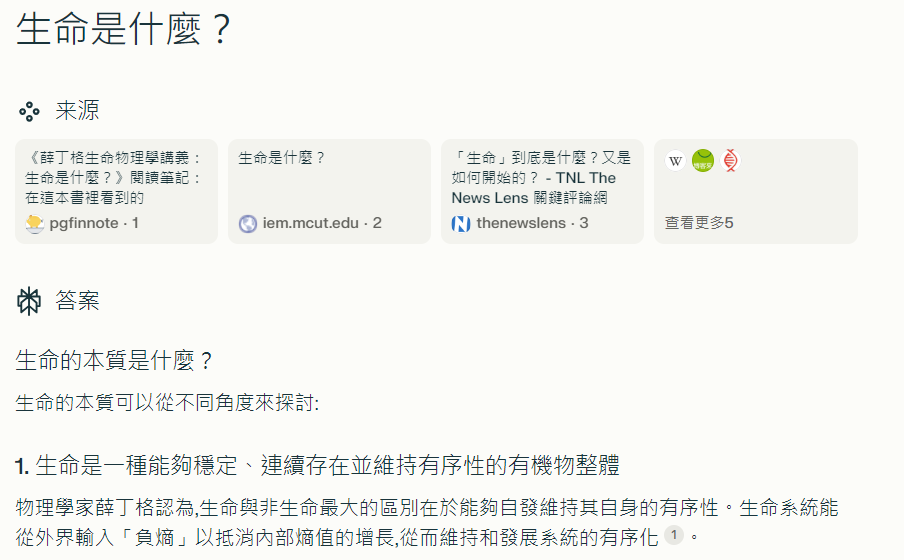 生命是什麼？
来源
《薛丁格生命物理學講義：
生命是什麼？》閱讀筆記：
在這本書裡看到的
pgfinnote · 1
生命是什麼？
iem.mcut.edu · 2
「生命」到底是什麼？又是
如何開始的？ - TNL The
News Lens 關鍵評論網
thenewslens · 3
W
查看更多5
答案
生命的本質是什麼？
生命的本質可以從不同角度來探討:
1. 生命是一種能夠穩定、連續存在並維持有序性的有機物整體
物理學家薛丁格認為,生命與非生命最大的區別在於能夠自發維持其自身的有序性。生命系統能
從外界輸入「負熵」以抵消內部熵值的增長,從而維持和發展系統的有序化 1 。